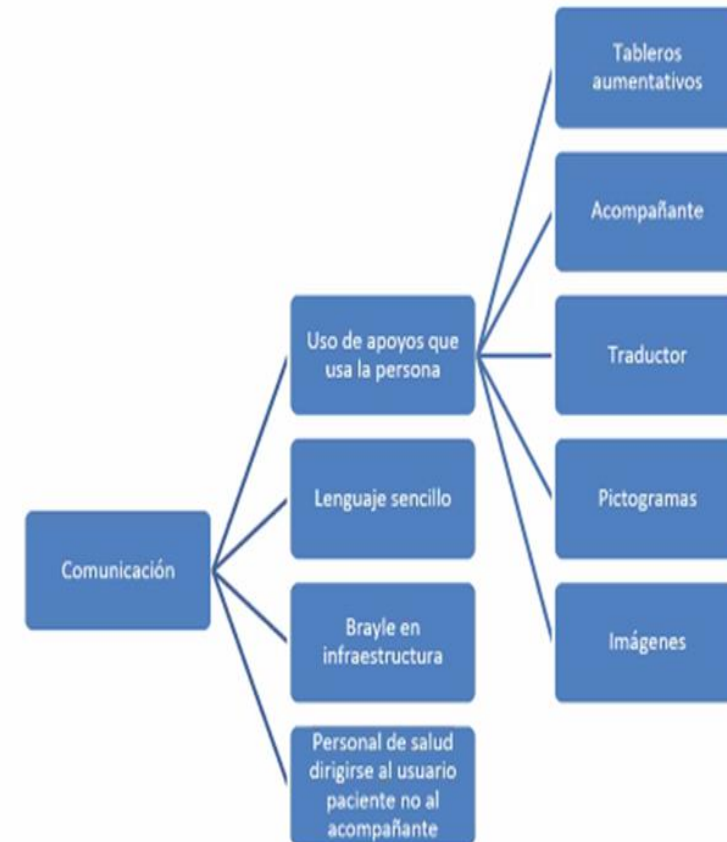 Comunicación
Uso de apoyos que
usa la persona
Lenguaje sencillo
Brayle en
infraestructura
Personal de salud
dirigirse al usuario
paciente no al
acompañante
Tableros
aumentativos
Acompañante
Traductor
Pictogramas
Imágenes